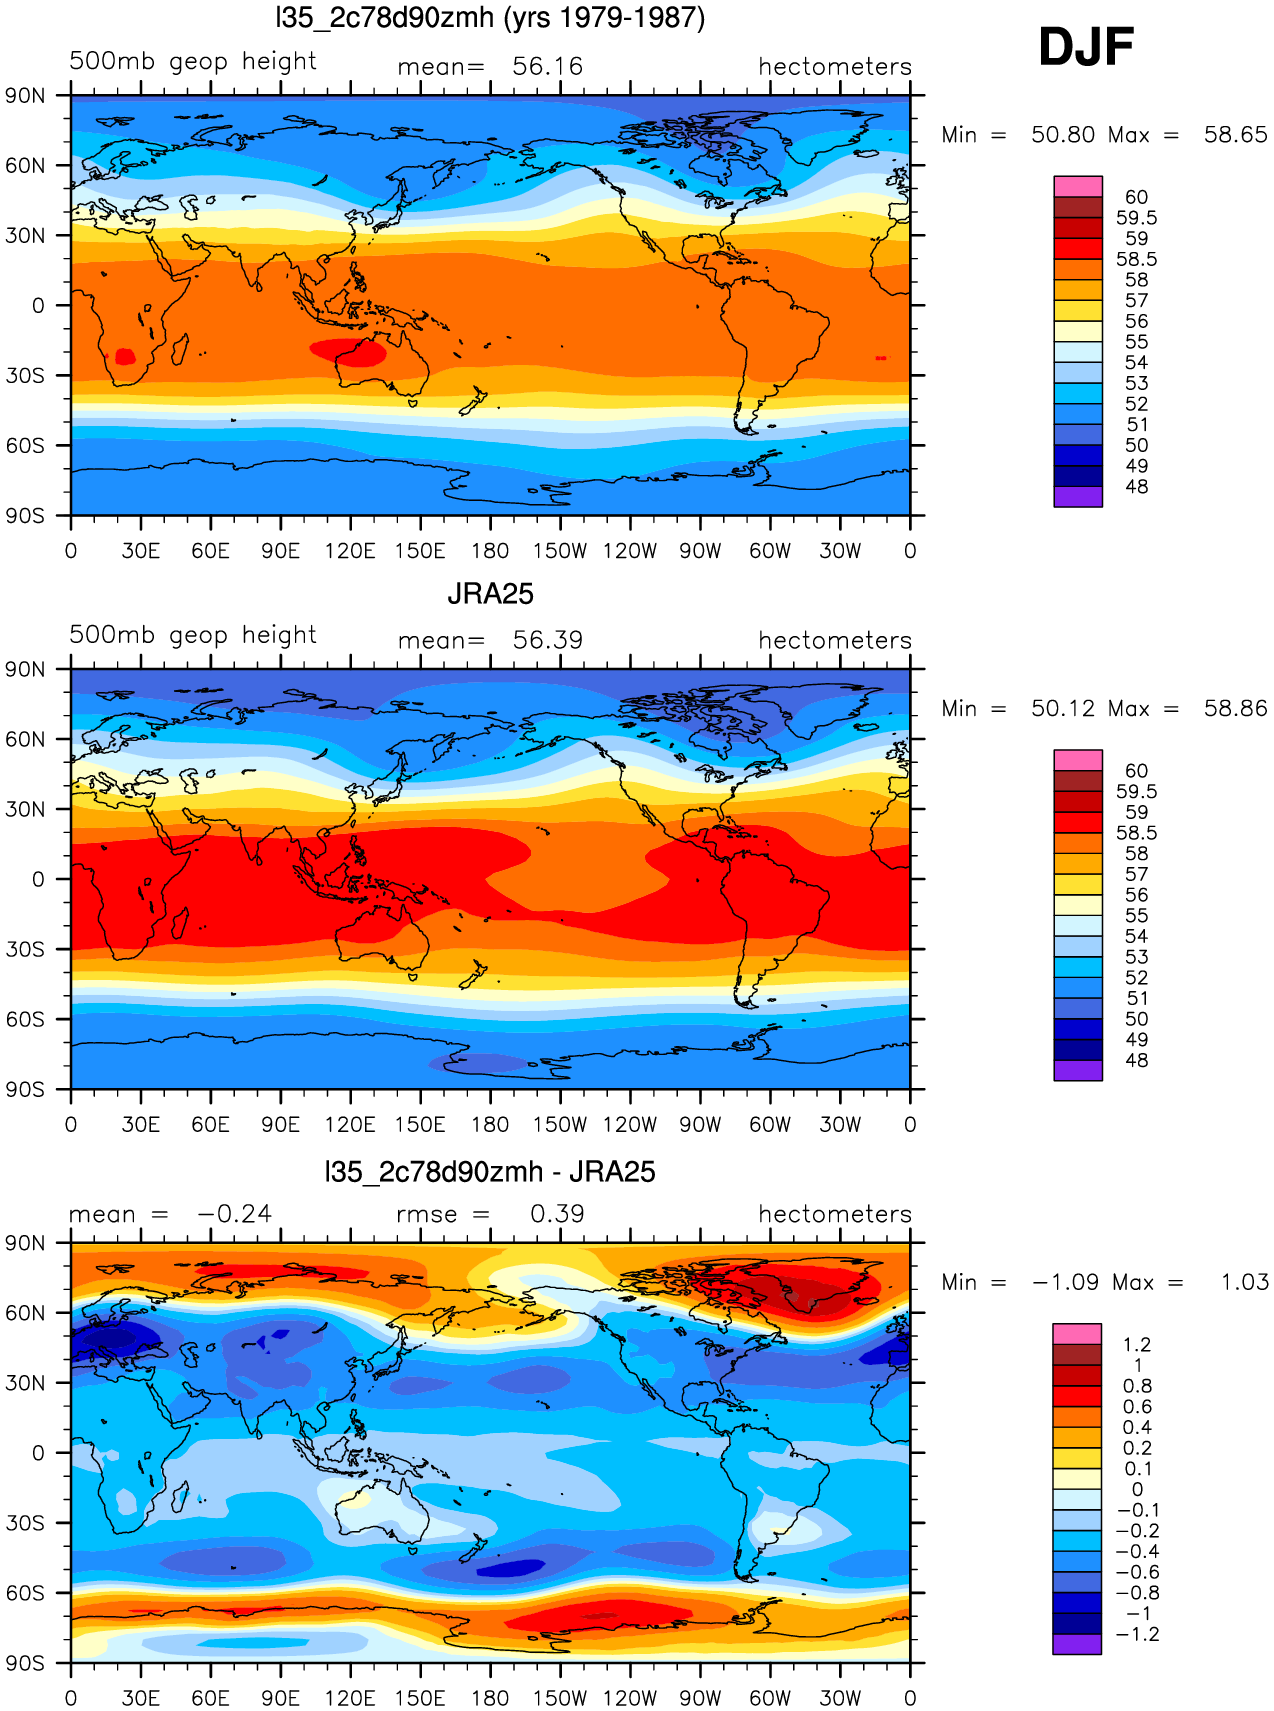 l35_2c78d90zmh (yrs 1979-1987)
DJF
500mb geop height mean= 56.16 hectometers
Min = 50.80 Max = 58.65
90N
60N
30N
0
30S
60S
90S
0 30E 60E 90E 120E 150E 180 150W 120W 90W 60W 30W 0
60
59.5
59
58.5
58
57
56
55
54
53
52
51
50
49
48
JRA25
500mb geop height mean= 56.39 hectometers
Min = 50.12 Max = 58.86
90N
60N
30N
0
30S
60S
90S
0 30E 60E 90E 120E 150E 180 150W 120W 90W 60W 30W 0
60
59.5
59
58.5
58
57
56
55
54
53
52
51
50
49
48
l35_2c78d90zmh - JRA25
mean = -0.24 rmse = 0.39 hectometers
Min = -1.09 Max = 1.03
90N
60N
30N
0
30S
60S
90S
0 30E 60E 90E 120E 150E 180 150W 120W 90W 60W 30W 0
1.2
1
0.8
0.6
0.4
0.2
0.1
0
-0.1
-0.2
-0.4
-0.6
-0.8
-1
-1.2